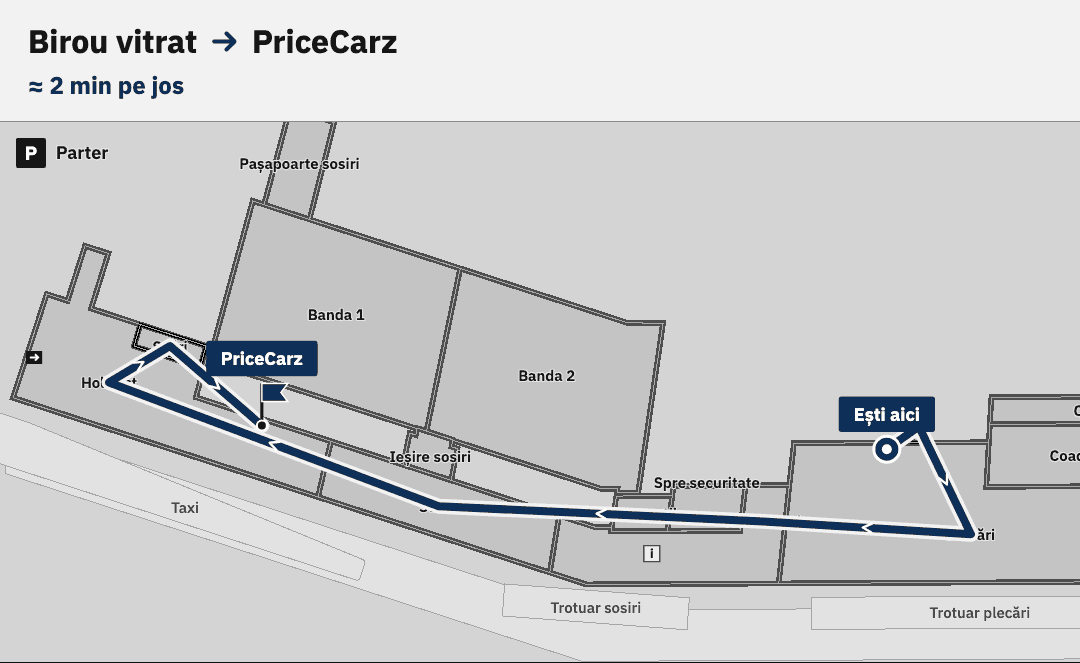 Birou vitrat → PriceCarz
≈ 2 min pe jos
P Parter
Pașapoarte sosiri
Banda 1
Banda 2
PriceCarz
Ești aici
Ieșire sosiri
Spre securitate
i
Taxi
Trotuar sosiri
Trotuar plecări